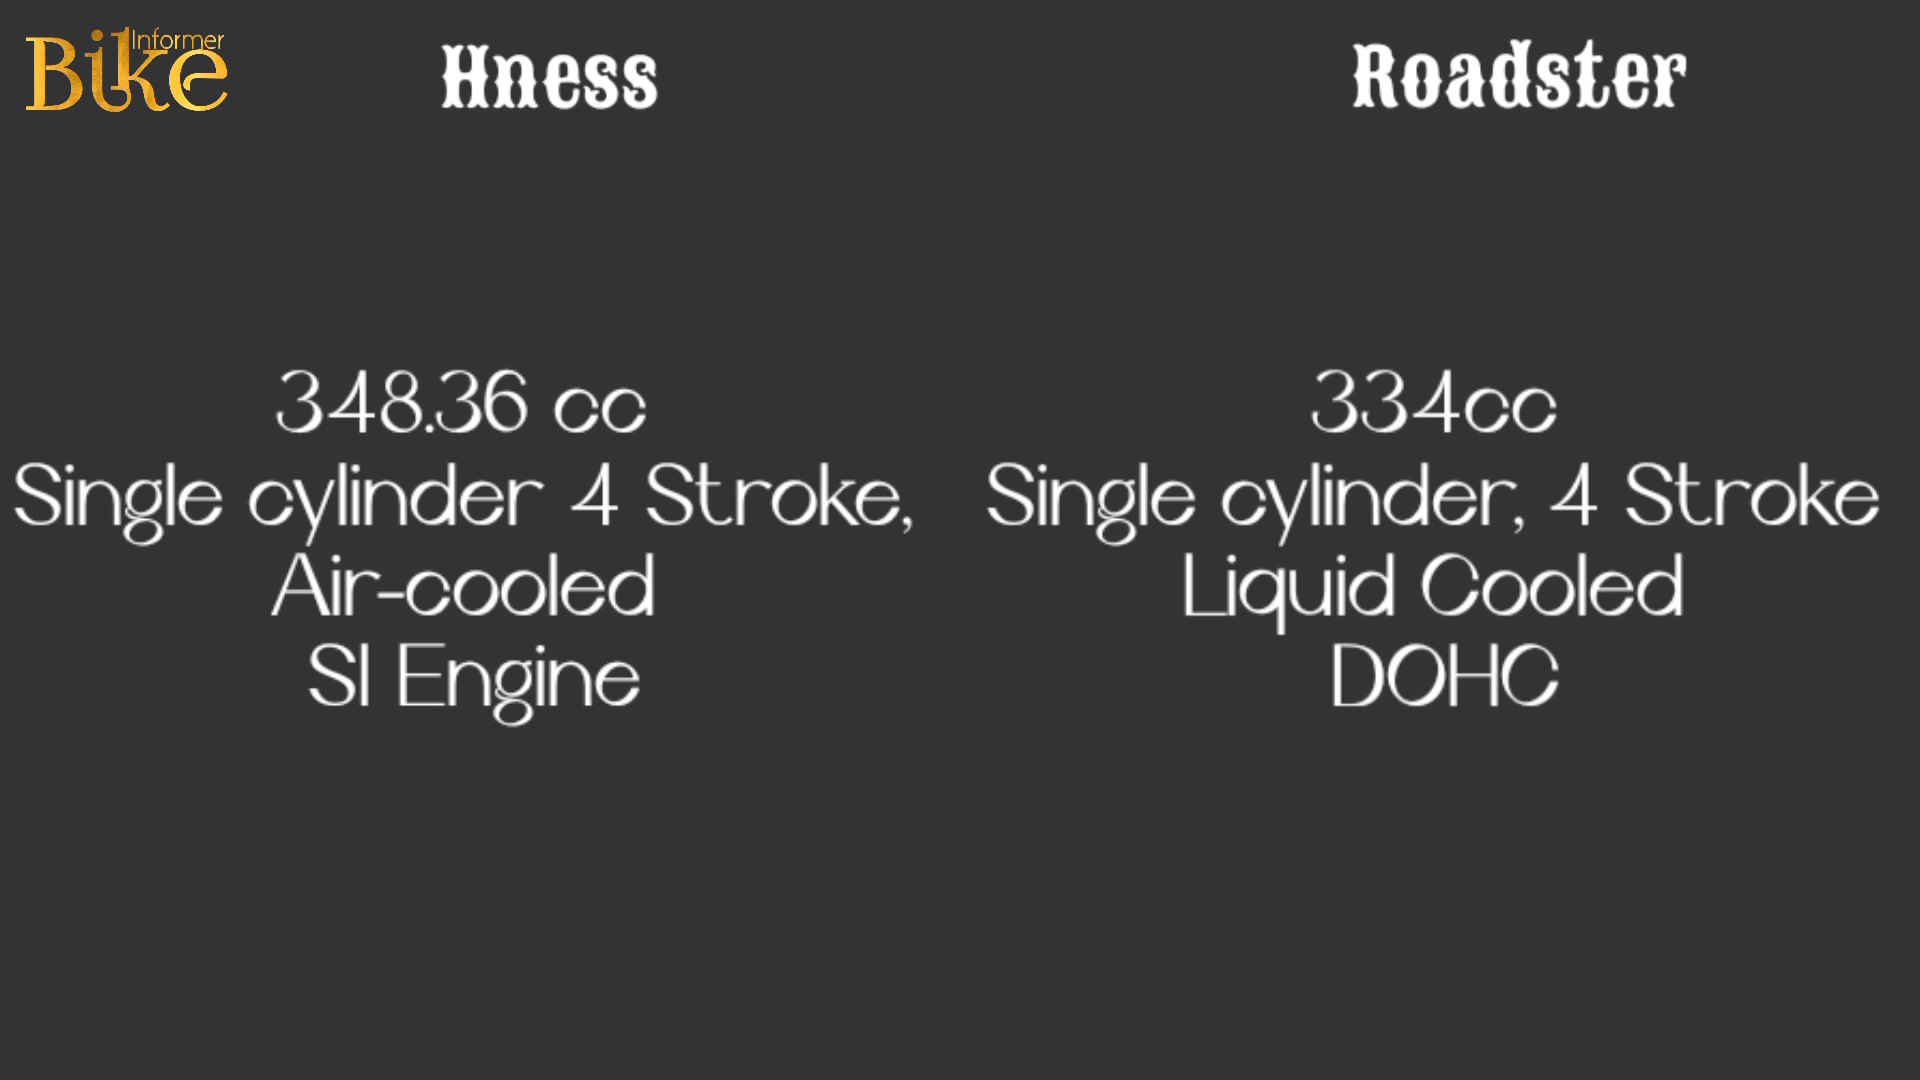 Bike Informer
Hness
Roadster
348.36 cc
Single cylinder 4 Stroke,
Air-cooled
SI Engine
334cc
Single cylinder, 4 Stroke
Liquid Cooled
DOHC